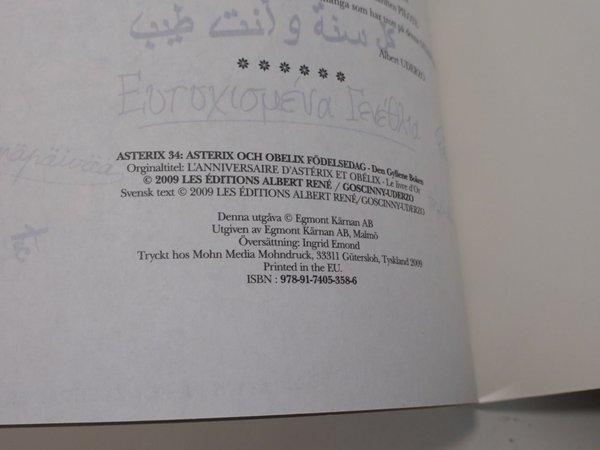 många som har trott på dessa
Albert UDERZO
كل سنة و أنت طيب
******
Ευτυχισμένα Γενέθλια
ASTERIX 34: ASTERIX OCH OBELIX FÖDELSEDAG - Den Gyllene Boken
Orginaltitel: L'ANNIVERSAIRE D'ASTÉRIX ET OBÉLIX - Le livre d'Or
© 2009 LES ÉDITIONS ALBERT RENÉ / GOSCINNY-UDERZO
Svensk text © 2009 LES ÉDITIONS ALBERT RENÉ/GOSCINNY-UDERZO
Denna utgåva © Egmont Kärnan AB
Utgiven av Egmont Kärnan AB, Malmö
Översättning: Ingrid Emond
Tryckt hos Mohn Media Mohndruck, 33311 Gütersloh, Tyskland 2009
Printed in the EU.
ISBN : 978-91-7405-358-6